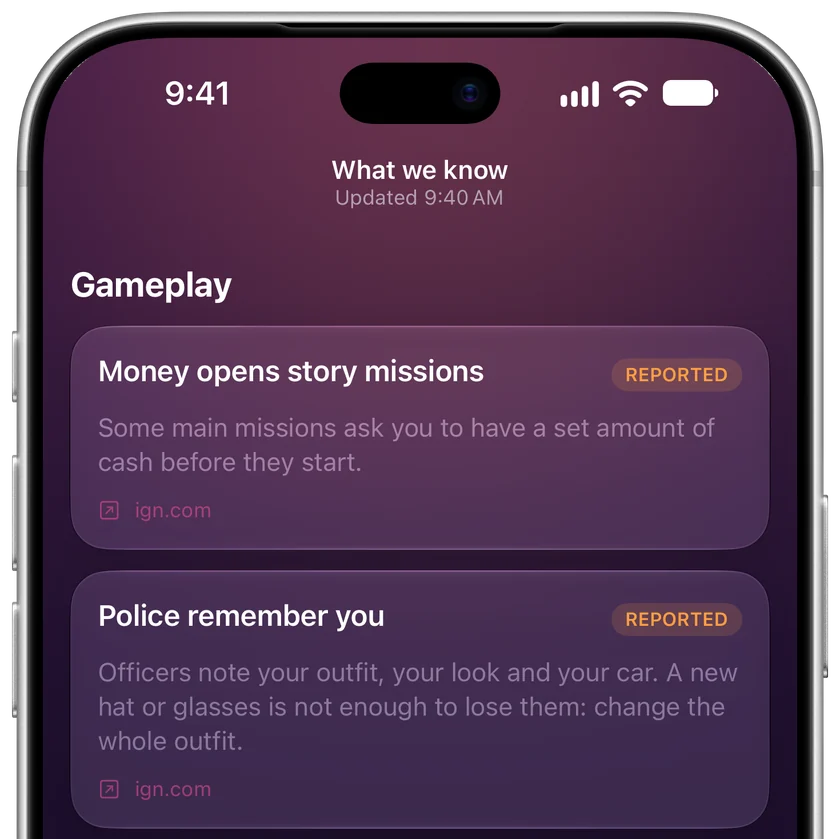 9:41
What we know
Updated 9:40 AM
Gameplay
Money opens story missions
REPORTED
Some main missions ask you to have a set amount of
cash before they start.
ign.com
Police remember you
REPORTED
Officers note your outfit, your look and your car. A new
hat or glasses is not enough to lose them: change the
whole outfit.
ign.com